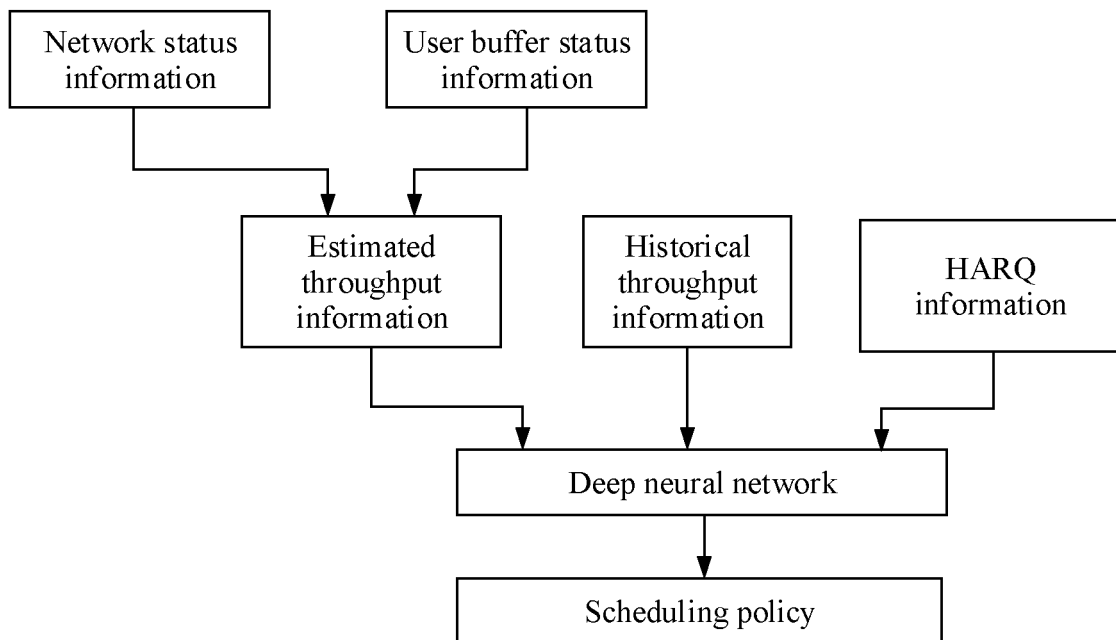 Network status
information
User buffer status
information
Estimated
throughput
information
Historical
throughput
information
HARQ
information
Deep neural network
Scheduling policy